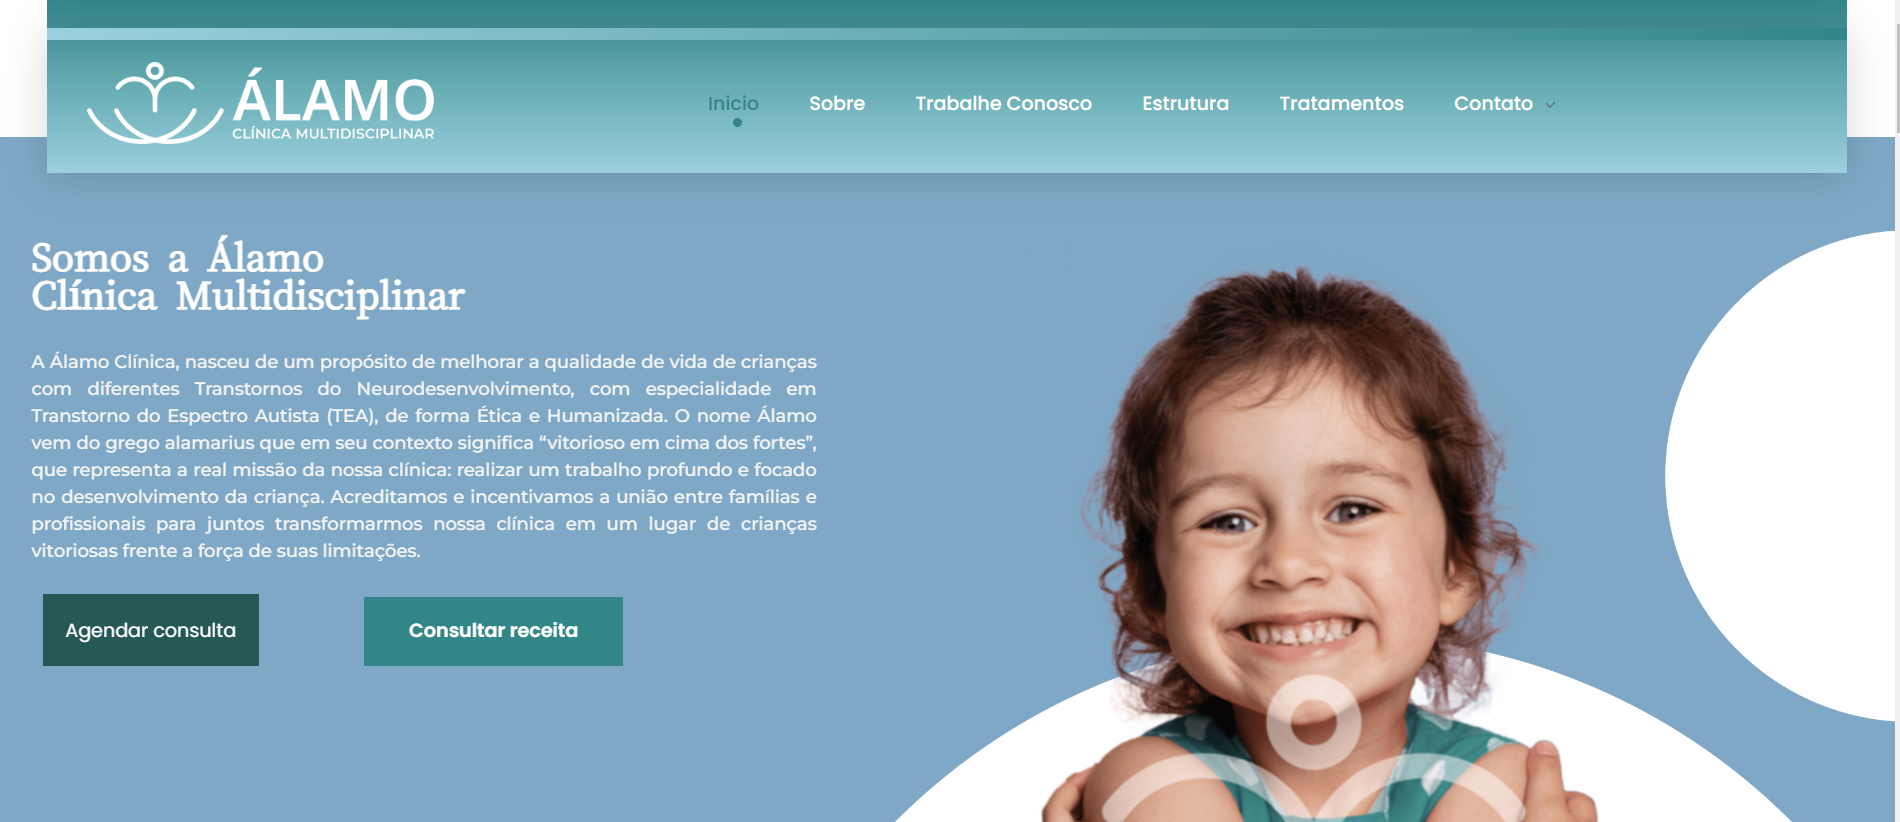 ÁLAMO
CLÍNICA MULTIDISCIPLINAR
Inicio Sobre Trabalhe Conosco Estrutura Tratamentos Contato
Somos a Álamo
Clínica Multidisciplinar
A Álamo Clínica, nasceu de um propósito de melhorar a qualidade de vida de crianças
com diferentes Transtornos do Neurodesenvolvimento, com especialidade em
Transtorno do Espectro Autista (TEA), de forma Ética e Humanizada. O nome Álamo
vem do grego alamarius que em seu contexto significa “vitorioso em cima dos fortes”,
que representa a real missão da nossa clínica: realizar um trabalho profundo e focado
no desenvolvimento da criança. Acreditamos e incentivamos a união entre famílias e
profissionais para juntos transformarmos nossa clínica em um lugar de crianças
vitoriosas frente a força de suas limitações.
Agendar consulta Consultar receita